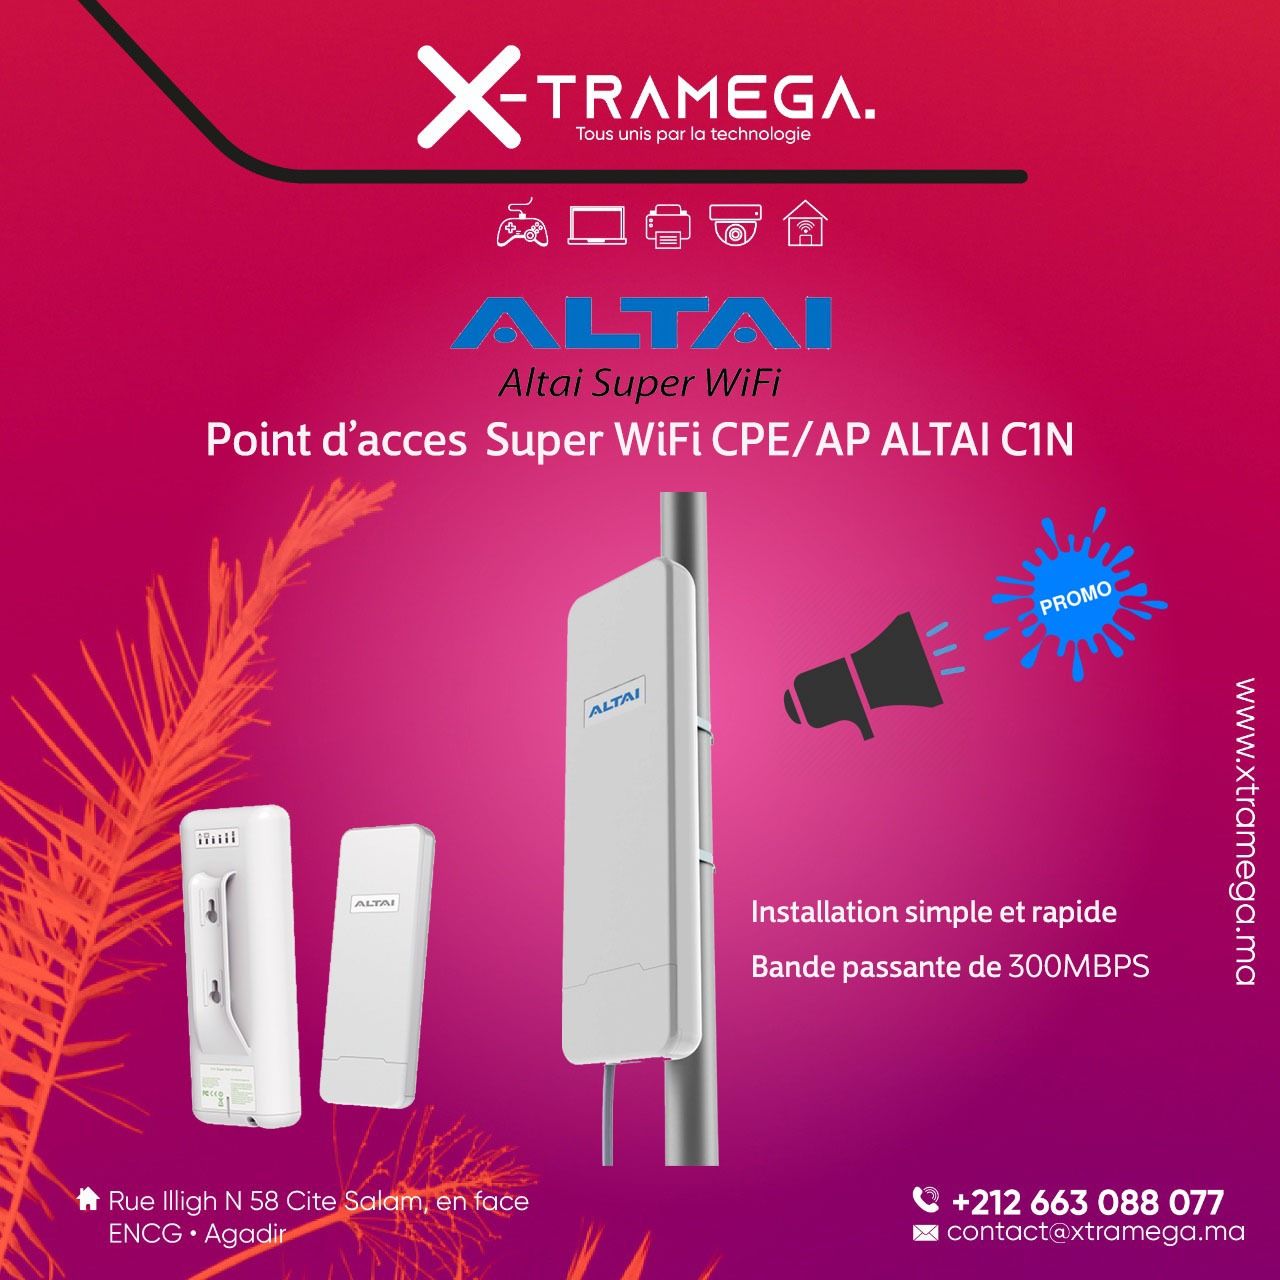 X-TRAMEGA.
Tous unis par la technologie
ALTAI
Altai Super WiFi
Point d'acces Super WiFi CPE/AP ALTAI C1N
PROMO
ALTAI
ALTAI
Installation simple et rapide
Bande passante de 300MBPS
www.xtramega.ma
Rue Illigh N 58 Cite Salam, en face
ENCG • Agadir
+212 663 088 077
contact@xtramega.ma